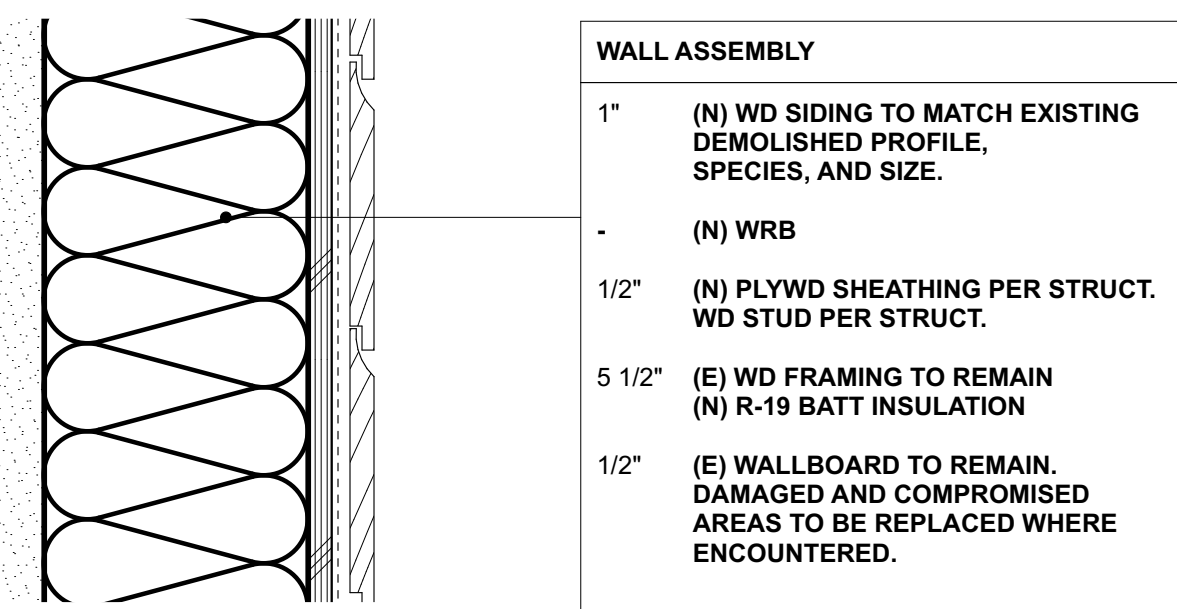 WALL ASSEMBLY
1" (N) WD SIDING TO MATCH EXISTING
DEMOLISHED PROFILE,
SPECIES, AND SIZE.
- (N) WRB
1/2" (N) PLYWD SHEATHING PER STRUCT.
WD STUD PER STRUCT.
5 1/2" (E) WD FRAMING TO REMAIN
(N) R-19 BATT INSULATION
1/2" (E) WALLBOARD TO REMAIN.
DAMAGED AND COMPROMISED
AREAS TO BE REPLACED WHERE
ENCOUNTERED.